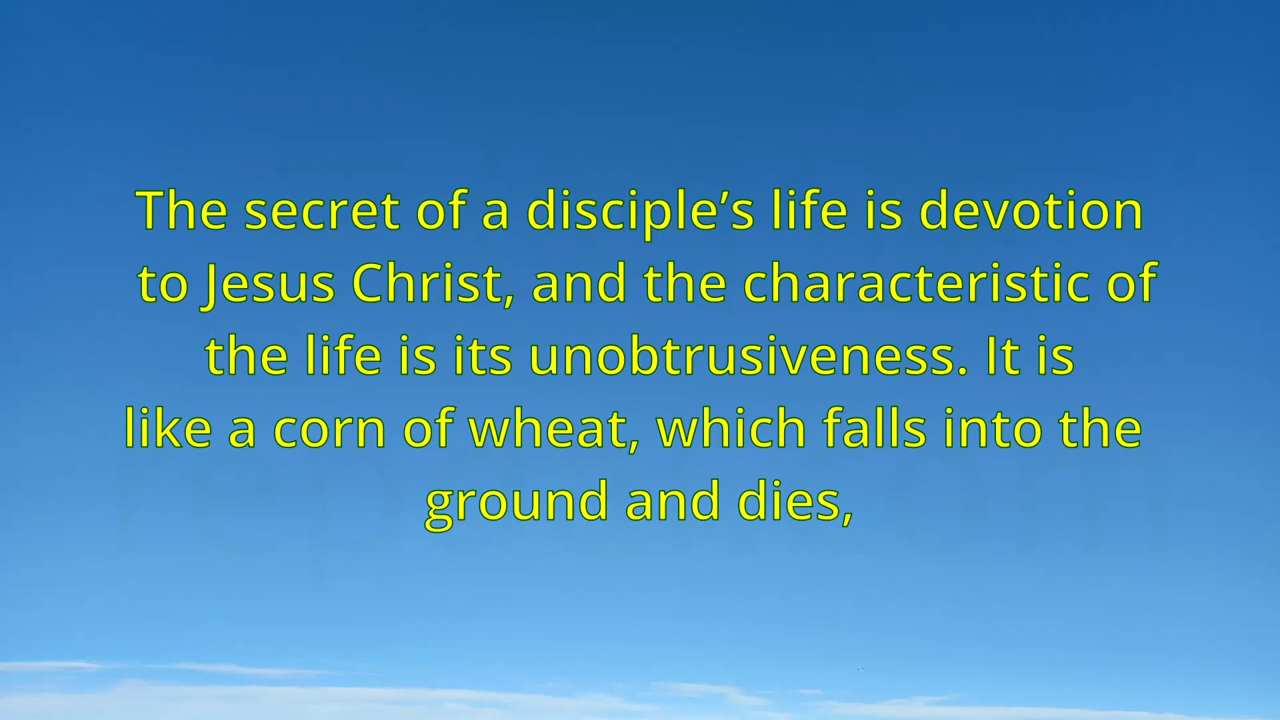 The secret of a disciple’s life is devotion
to Jesus Christ, and the characteristic of
the life is its unobtrusiveness. It is
like a corn of wheat, which falls into the
ground and dies,